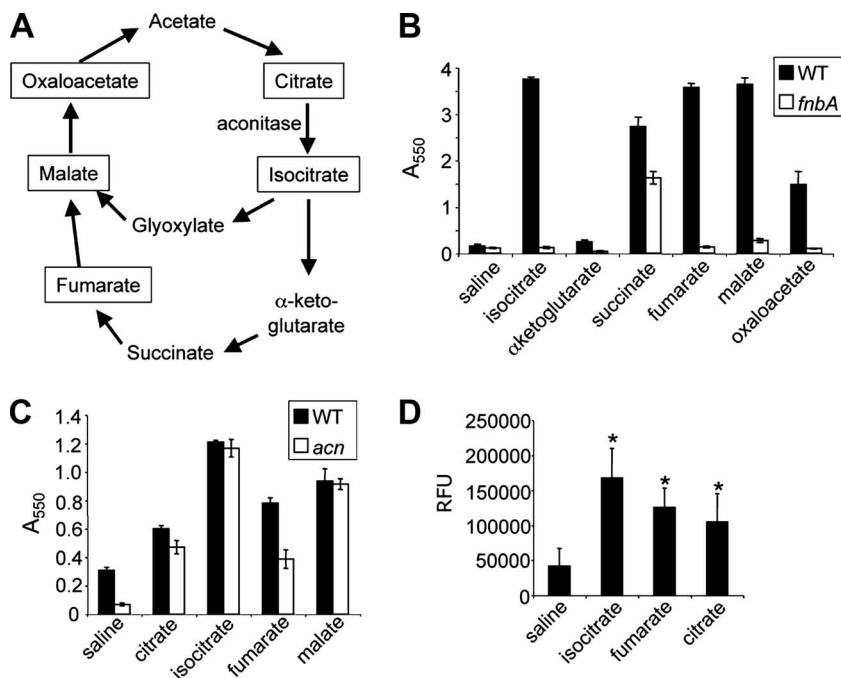 A
Acetate
Oxaloacetate
Citrate
aconitase
Malate
Isocitrate
Glyoxylate
Fumarate
α-keto-
glutarate
Succinate
B
WT
fnbA
A550
4
3
2
1
0
saline
isocitrate
αketoglutarate
succinate
fumarate
malate
oxaloacetate
C
WT
acn
A550
1.4
1.2
1.0
0.8
0.6
0.4
0.2
0
saline
citrate
isocitrate
fumarate
malate
D
RFU
250000
200000
150000
100000
50000
0
* * *
saline
isocitrate
fumarate
citrate